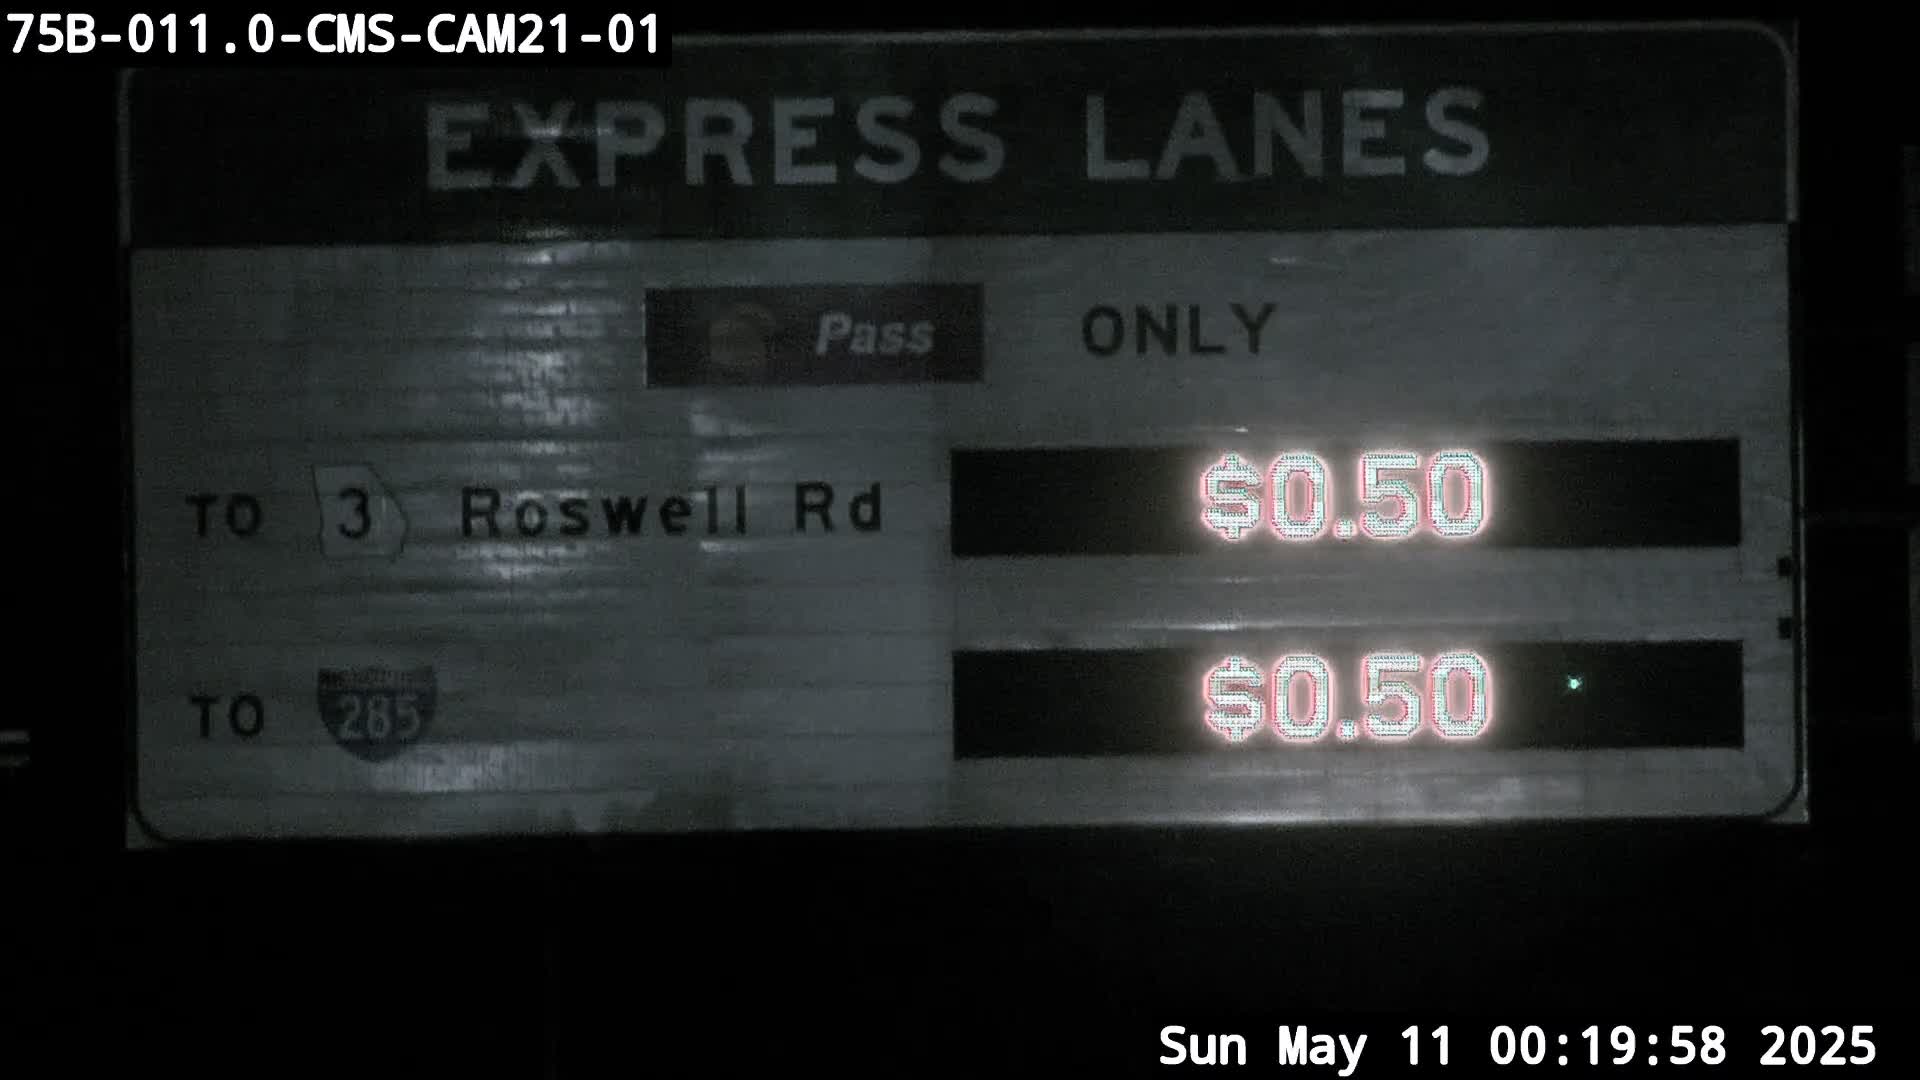 75B-011.0-CMS-CAM21-01
EXPRESS LANES
Pass ONLY
TO 3 Roswell Rd $0.50
TO 285 $0.50
Sun May 11 00:19:58 2025